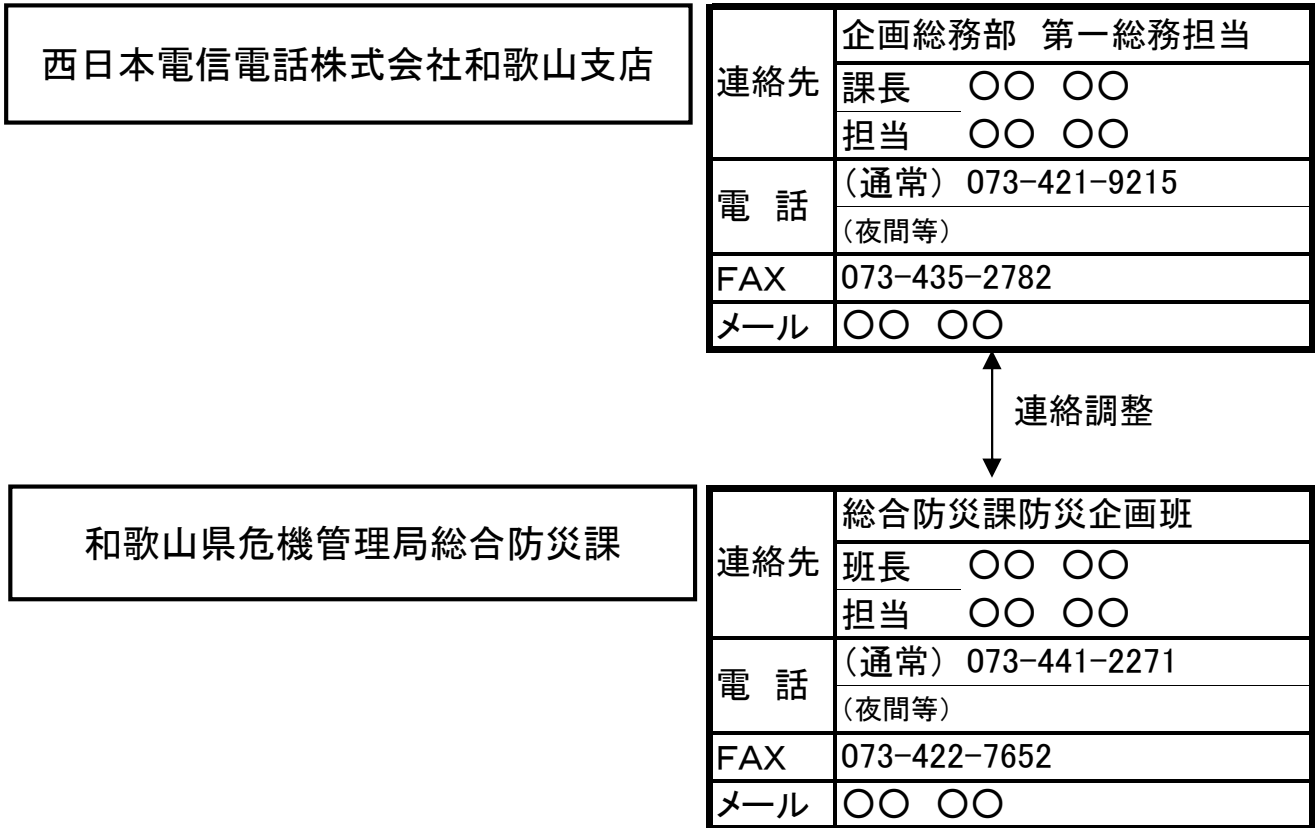 西日本電信電話株式会社和歌山支店
連絡先
企画総務部　第一総務担当
課長　〇〇　〇〇
担当　〇〇　〇〇
電　話
（通常）073-421-9215
（夜間等）
FAX　073-435-2782
メール　〇〇　〇〇
連絡調整
和歌山県危機管理局総合防災課
連絡先
総合防災課防災企画班
班長　〇〇　〇〇
担当　〇〇　〇〇
電　話
（通常）073-441-2271
（夜間等）
FAX　073-422-7652
メール　〇〇　〇〇